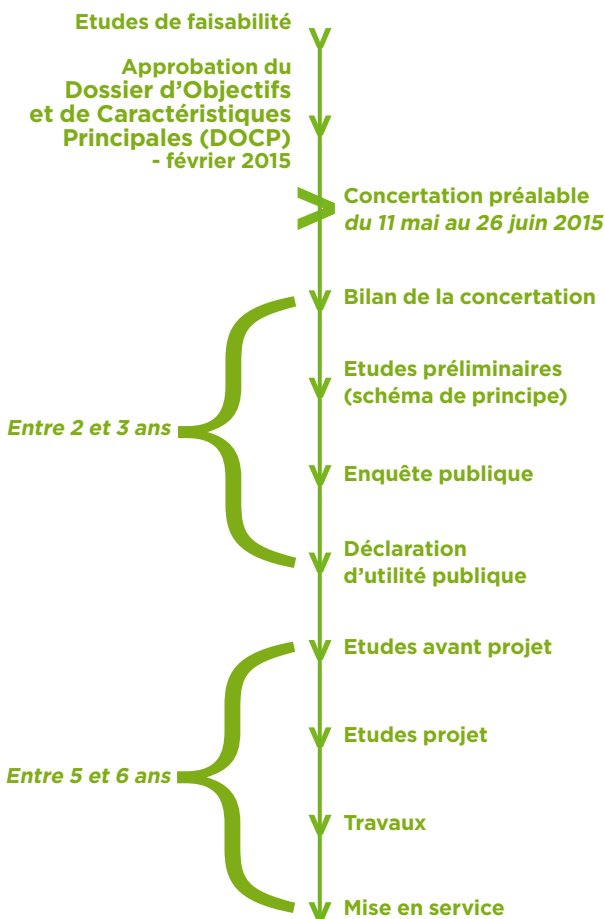 Etudes de faisabilité
Approbation du
Dossier d'Objectifs
et de Caractéristiques
Principales (DOCP)
- février 2015
Concertation préalable
du 11 mai au 26 juin 2015
Bilan de la concertation
Etudes préliminaires
(schéma de principe)
Entre 2 et 3 ans
Enquête publique
Déclaration
d'utilité publique
Etudes avant projet
Etudes projet
Entre 5 et 6 ans
Travaux
Mise en service